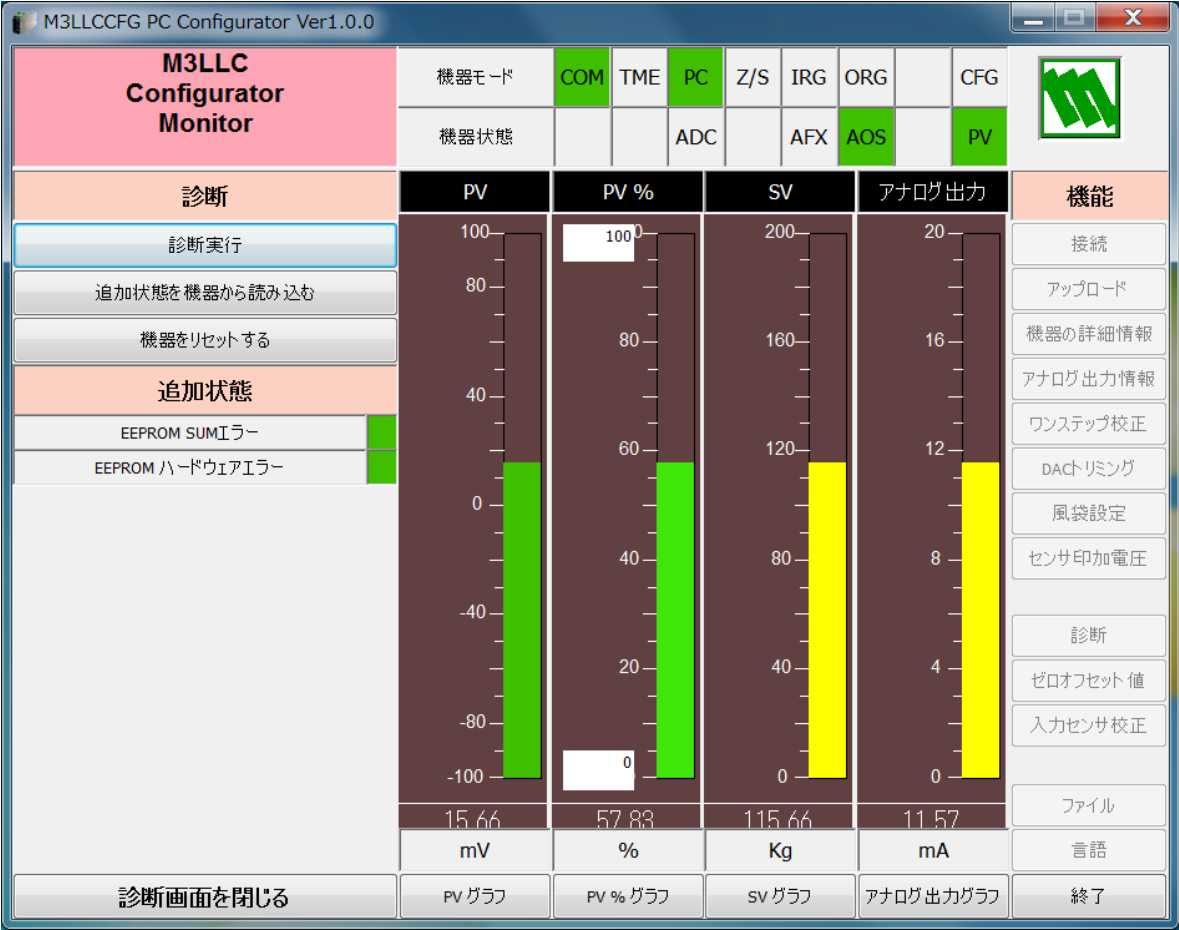 M3LLCCFG PC Configurator Ver1.0.0
M3LLC
Configurator
Monitor
機器モード COM TME PC Z/S IRG ORG CFG
機器状態 ADC AFX AOS PV
診断
診断実行
追加状態を機器から読み込む
機器をリセットする
追加状態
EEPROM SUMエラー
EEPROM ハードウェアエラー
診断画面を閉じる
PV
100
80
40
0
-40
-80
-100
15.66
mV
PV グラフ
PV %
100
80
60
40
20
0
57.83
%
PV % グラフ
SV
200
160
120
80
40
0
115.66
Kg
SV グラフ
アナログ出力
20
16
12
8
4
0
11.57
mA
アナログ出力グラフ
機能
接続
アップロード
機器の詳細情報
アナログ出力情報
ワンステップ校正
DACトリミング
風袋設定
センサ印加電圧
診断
ゼロオフセット値
入力センサ校正
ファイル
言語
終了